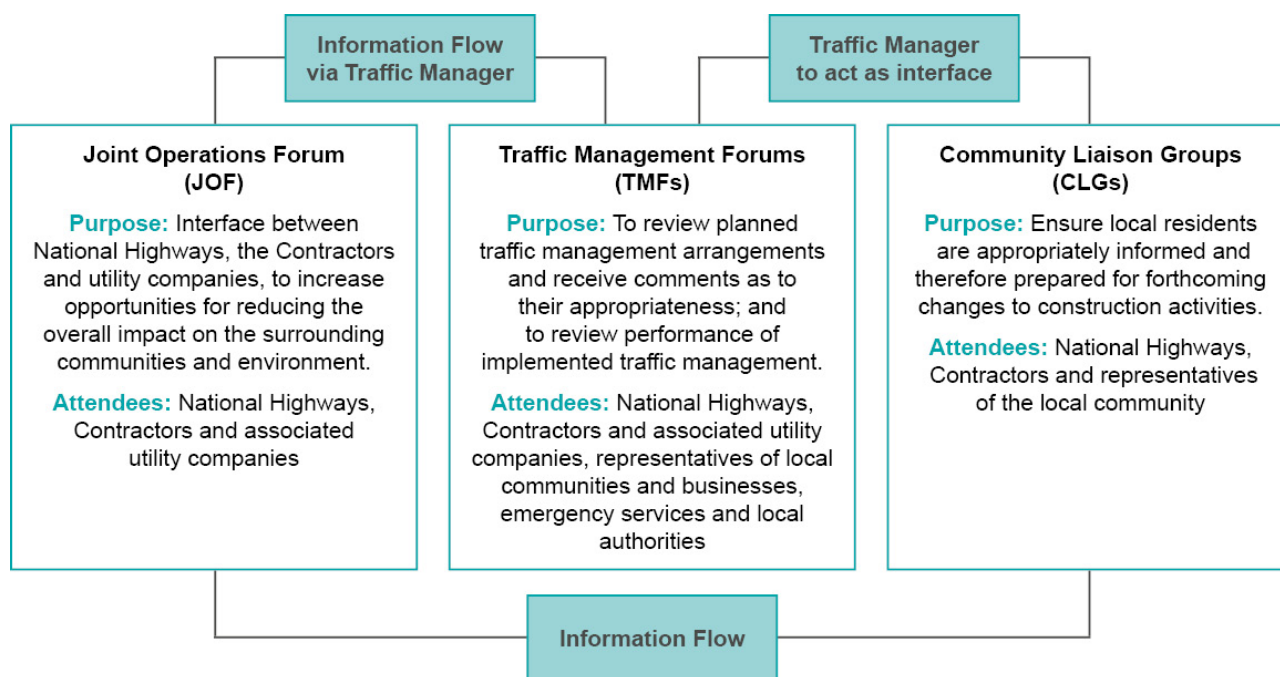 Information Flow
via Traffic Manager
Traffic Manager
to act as interface
Joint Operations Forum
(JOF)
Purpose: Interface between
National Highways, the Contractors
and utility companies, to increase
opportunities for reducing the
overall impact on the surrounding
communities and environment.
Attendees: National Highways,
Contractors and associated
utility companies
Traffic Management Forums
(TMFs)
Purpose: To review planned
traffic management arrangements
and receive comments as to
their appropriateness; and
to review performance of
implemented traffic management.
Attendees: National Highways,
Contractors and associated utility
companies, representatives of local
communities and businesses,
emergency services and local
authorities
Community Liaison Groups
(CLGs)
Purpose: Ensure local residents
are appropriately informed and
therefore prepared for forthcoming
changes to construction activities.
Attendees: National Highways,
Contractors and representatives
of the local community
Information Flow